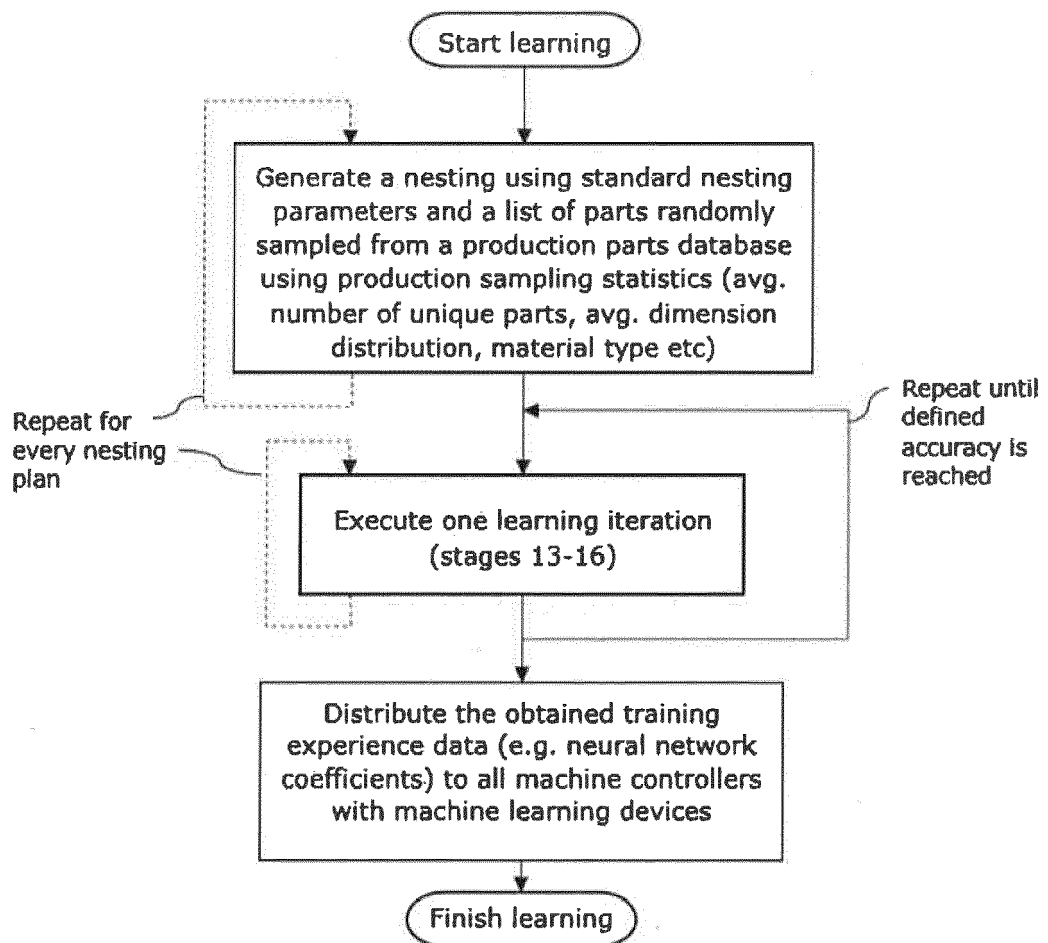 Start learning
Generate a nesting using standard nesting
parameters and a list of parts randomly
sampled from a production parts database
using production sampling statistics (avg.
number of unique parts, avg. dimension
distribution, material type etc)
Repeat for
every nesting
plan
Repeat until
defined
accuracy is
reached
Execute one learning iteration
(stages 13-16)
Distribute the obtained training
experience data (e.g. neural network
coefficients) to all machine controllers
with machine learning devices
Finish learning